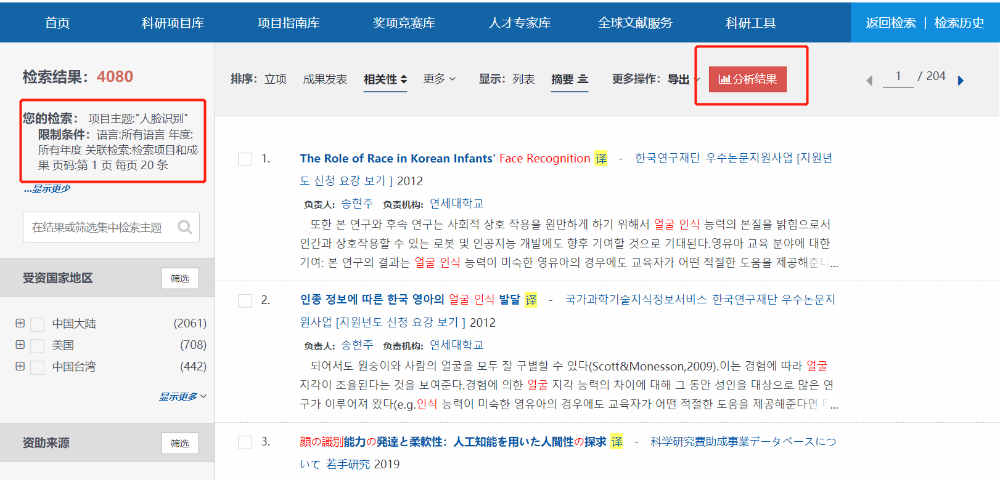 首页 科研项目库 项目指南库 奖项竞赛库 人才专家库 全球文献服务 科研工具 返回检索 | 检索历史
检索结果：4080
您的检索： 项目主题:"人脸识别"
限制条件：语言:所有语言 年度:
所有年度 关联检索:检索项目和成
果 页码:第 1 页 每页 20 条
...显示更少
在结果或筛选集中检索主题
受资国家地区 筛选
中国大陆 (2061)
美国 (708)
中国台湾 (442)
显示更多
资助来源 筛选
排序：立项 成果发表 相关性 更多 显示：列表 摘要 更多操作：导出 分析结果 1 / 204
1. The Role of Race in Korean Infants' Face Recognition 译 - 한국연구재단 우수논문지원사업 [지원년
도 신청 요강 보기 ] 2012
负责人: 송현주 负责机构: 연세대학교
또한 본 연구와 후속 연구는 사회적 상호 작용을 원만하게 하기 위해서 얼굴 인식 능력의 본질을 밝힘으로서
인간과 상호작용할 수 있는 로봇 및 인공지능 개발에도 향후 기여할 것으로 기대된다.영유아 교육 분야에 대한
기여: 본 연구의 결과는 얼굴 인식 능력이 미숙한 영유아의 경우에도 교육자가 어떤 적절한 도움을 제공해준다...
2. 인종 정보에 따른 한국 영아의 얼굴 인식 발달 译 - 국가과학기술지식정보서비스 한국연구재단 우수논문지
원사업 [지원년도 신청 요강 보기 ] 2012
负责人: 송현주 负责机构: 연세대학교
되어서도 원숭이와 사람의 얼굴을 모두 잘 구별할 수 있다(Scott&Monesson,2009).이는 경험에 따라 얼굴
지각이 조율된다는 것을 보여준다.경험에 의한 얼굴 지각 능력의 차이에 대해 그 동안 성인을 대상으로 많은 연
구가 이루어져 왔다(e.g.인식 능력이 미숙한 영유아의 경우에도 교육자가 어떤 적절한 도움을 제공해준다면 ...
3. 顔の識別能力の発達と柔軟性：人工知能を用いた人間性の探求 译 - 科学研究費助成事業データベースにつ
いて 若手研究 2019